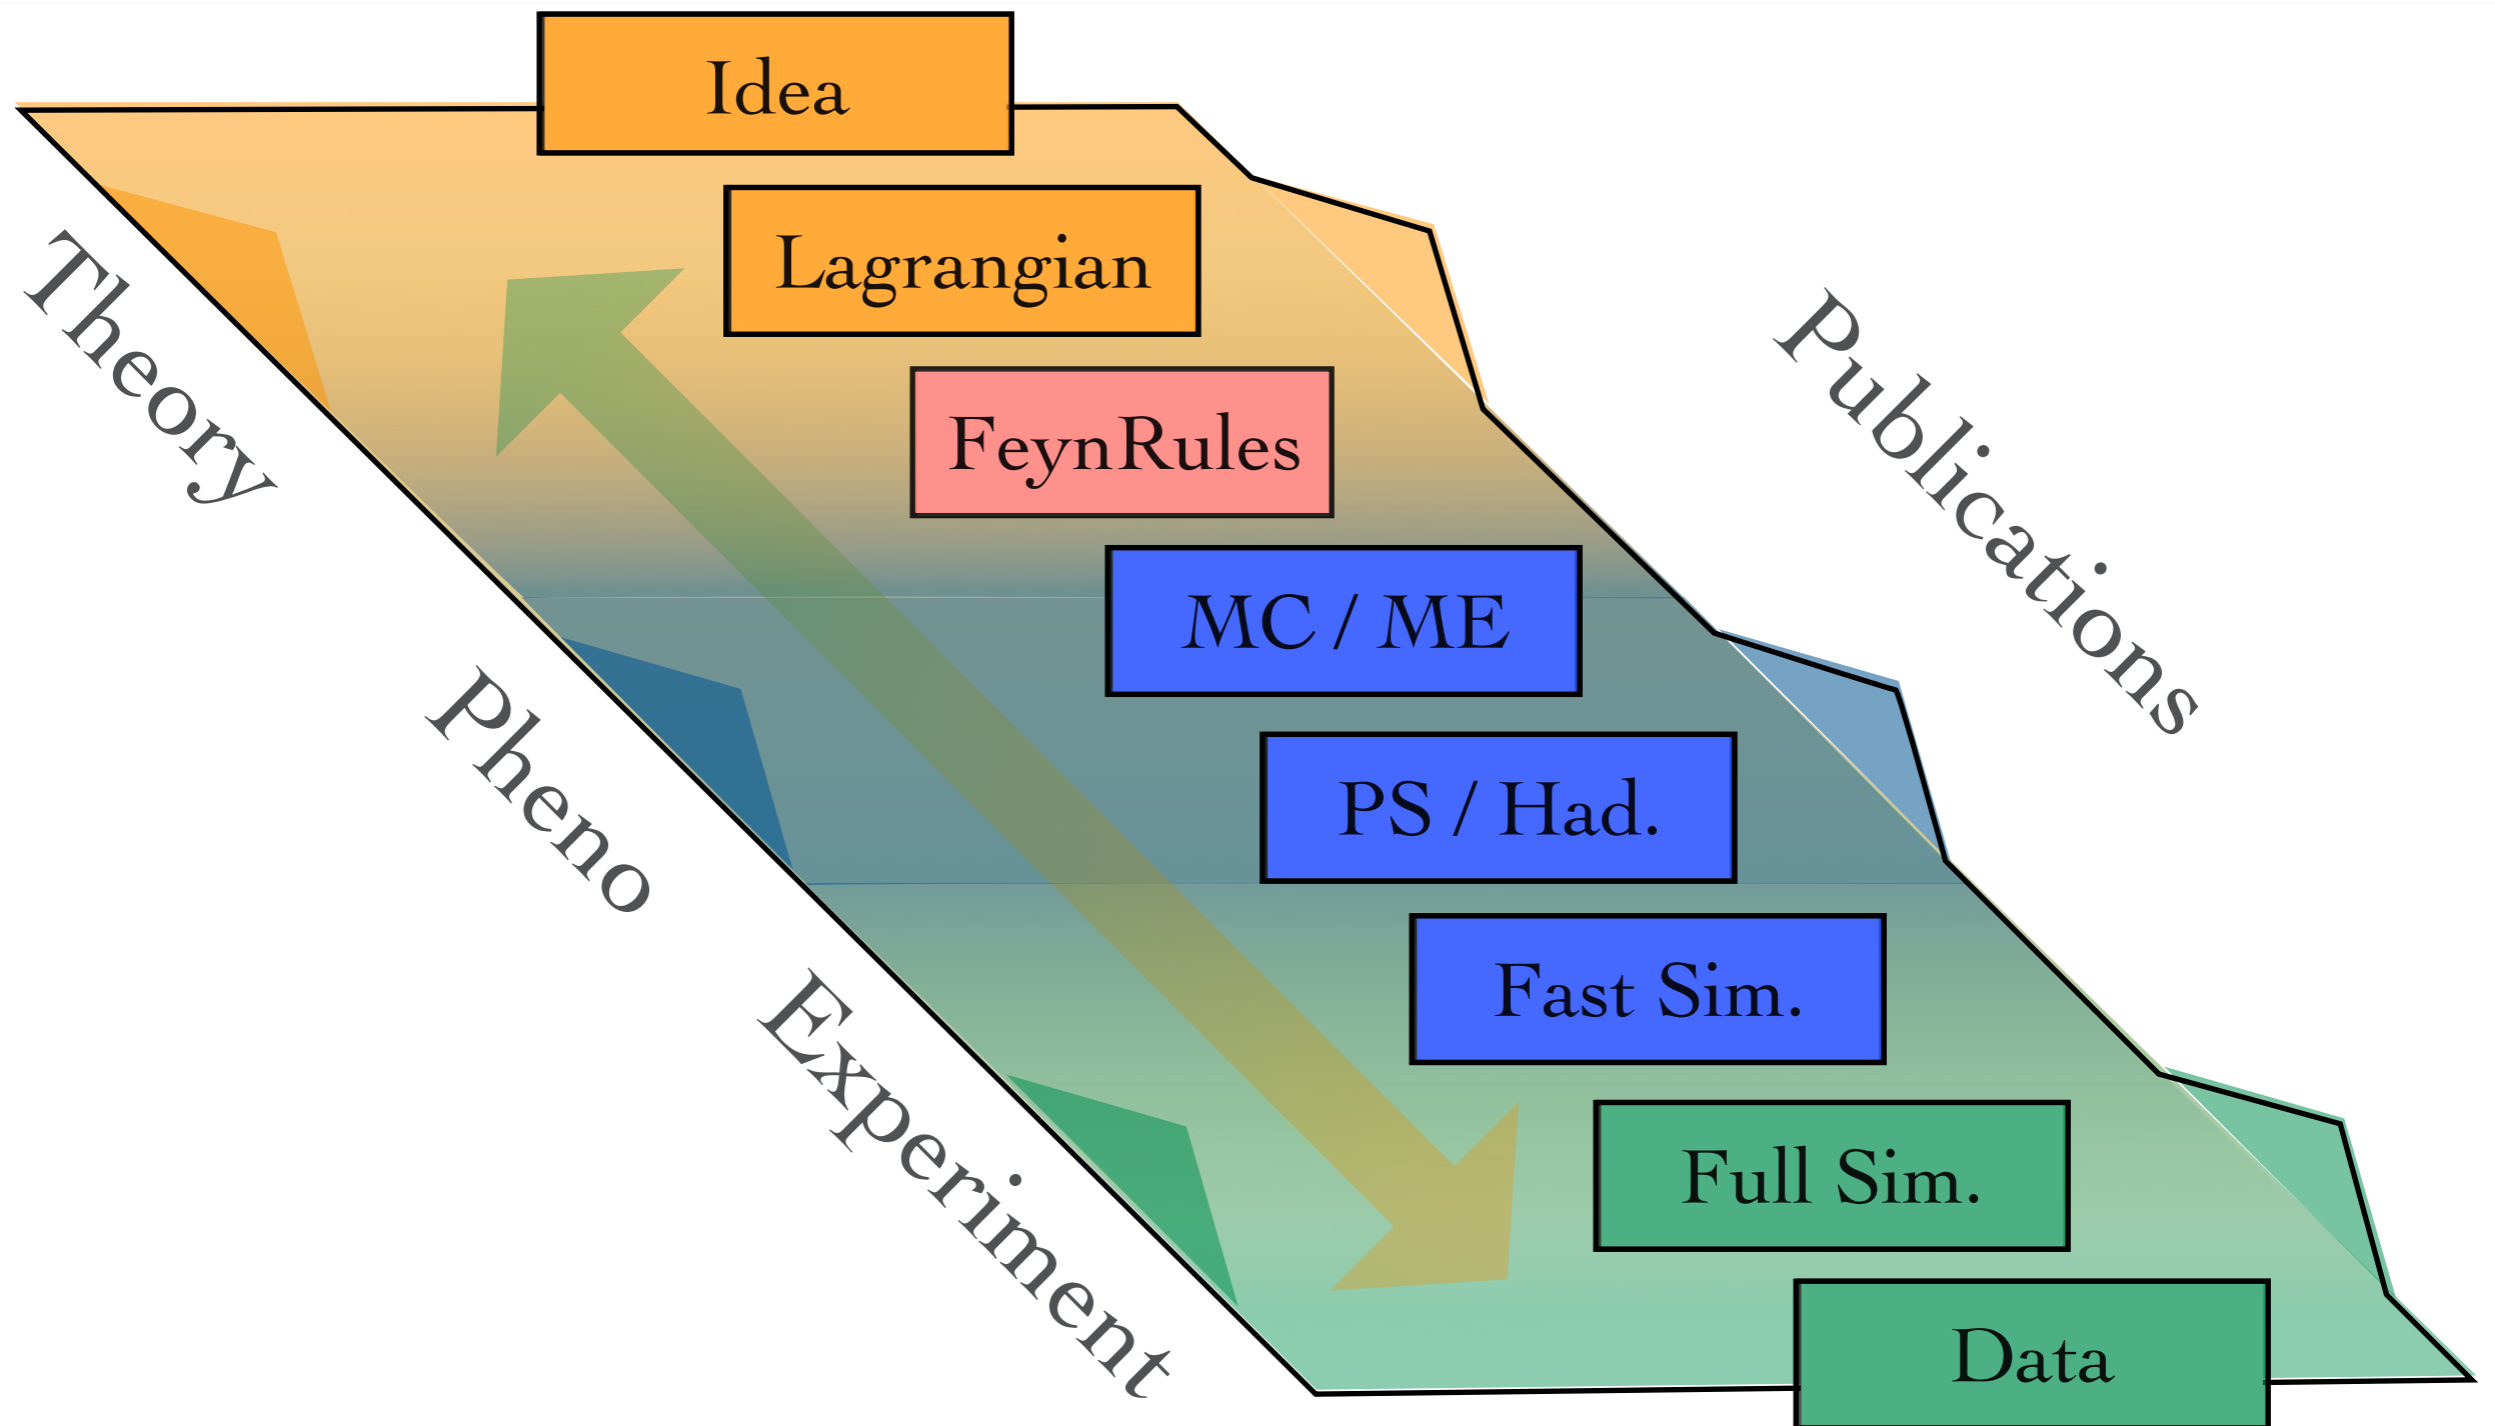 Idea
Lagrangian
FeynRules
MC / ME
PS / Had.
Fast Sim.
Full Sim.
Data
Theory
Pheno
Experiment
Publications